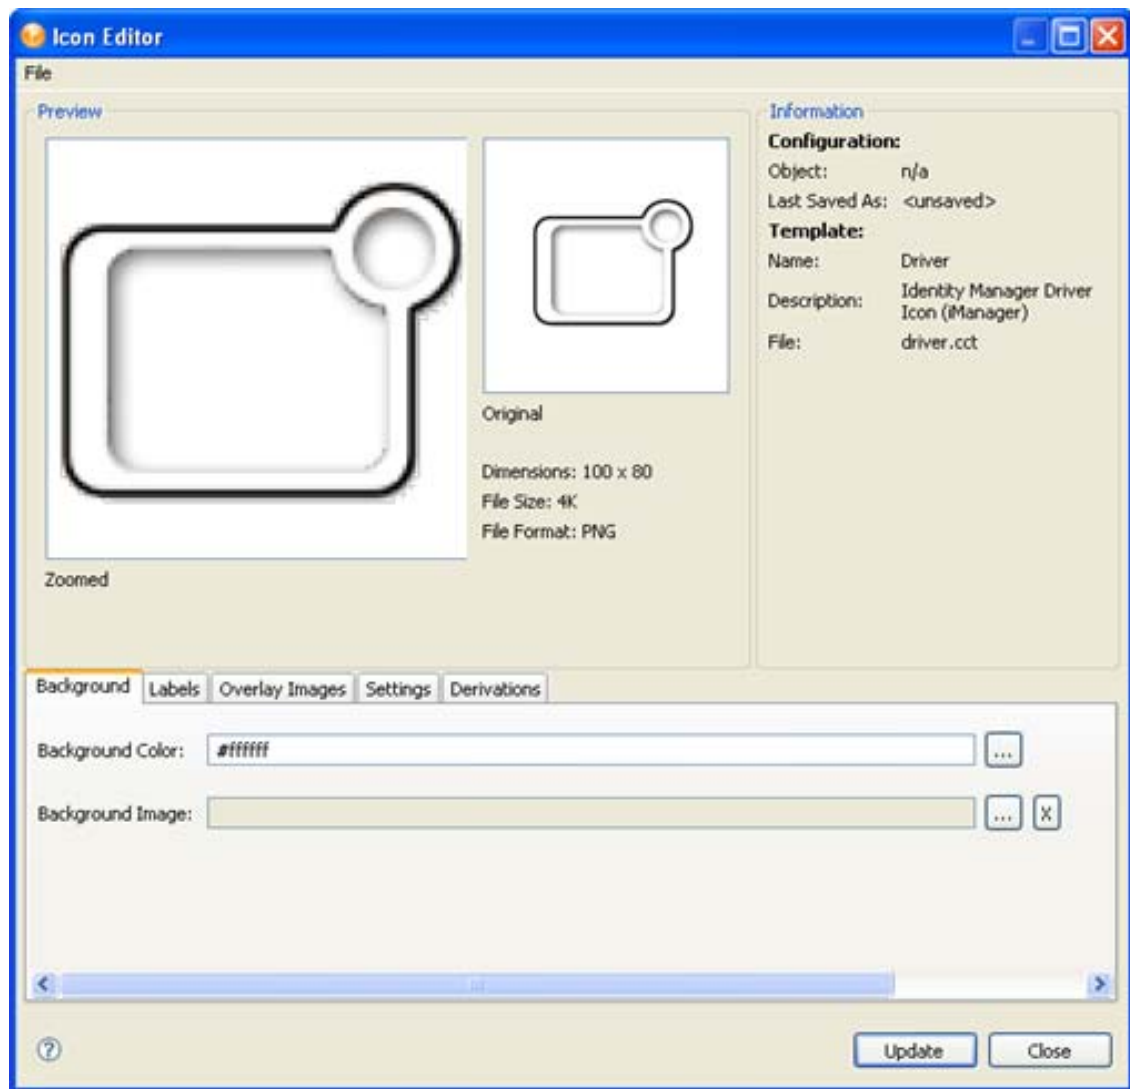 Icon Editor
File
Preview
Zoomed
Original
Dimensions: 100 x 80
File Size: 4K
File Format: PNG
Information
Configuration:
Object: n/a
Last Saved As: <unsaved>
Template:
Name: Driver
Description: Identity Manager Driver
Icon (iManager)
File: driver.cct
Background Labels Overlay Images Settings Derivations
Background Color: #ffffff ...
Background Image: ... X
? Update Close